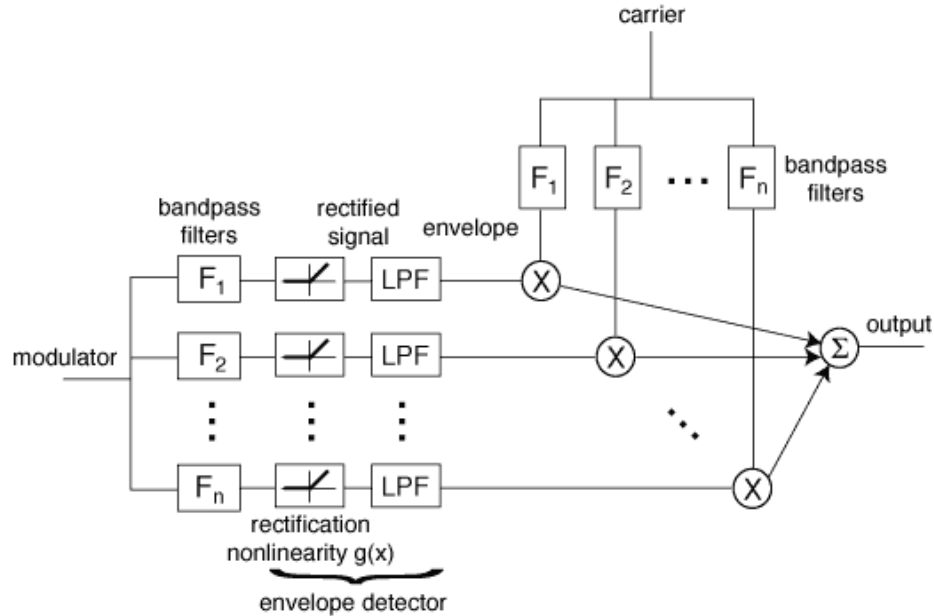 carrier
F1 F2 ... Fn
bandpass
filters
bandpass
filters
rectified
signal
envelope
F1 LPF X
modulator
F2 LPF X
Σ output
Fn LPF X
rectification
nonlinearity g(x)
envelope detector